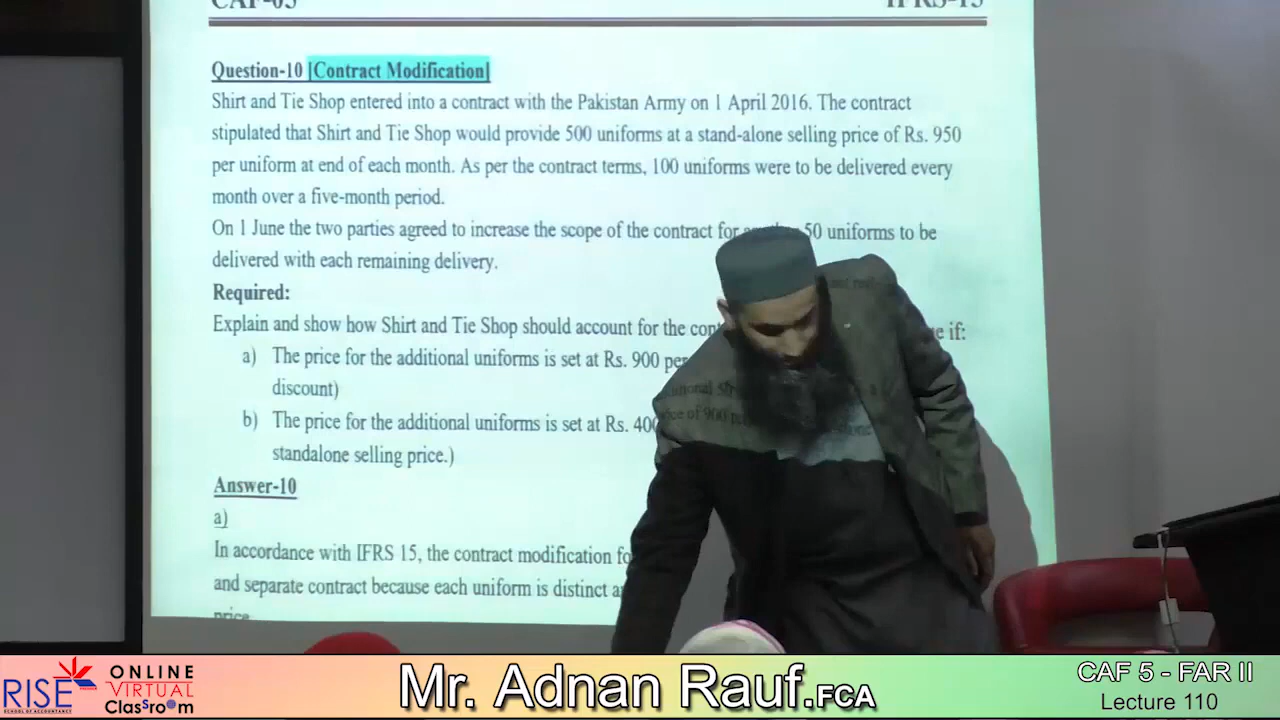 CAF-05 IFRS-15
Question-10 [Contract Modification]
Shirt and Tie Shop entered into a contract with the Pakistan Army on 1 April 2016. The contract
stipulated that Shirt and Tie Shop would provide 500 uniforms at a stand-alone selling price of Rs. 950
per uniform at end of each month. As per the contract terms, 100 uniforms were to be delivered every
month over a five-month period.
On 1 June the two parties agreed to increase the scope of the contract for 50 uniforms to be
delivered with each remaining delivery.
Required:
Explain and show how Shirt and Tie Shop should account for the if:
a) The price for the additional uniforms is set at Rs. 900
discount)
b) The price for the additional uniforms is set at Rs.
standalone selling price.)
Answer-10
a)
In accordance with IFRS 15, the contract modification
and separate contract because each uniform is distinct
price
RISE
SCHOOL OF ACCOUNTANCY
ONLINE
VIRTUAL
Classroom
Mr. Adnan Rauf.FCA
CAF 5 - FAR II
Lecture 110